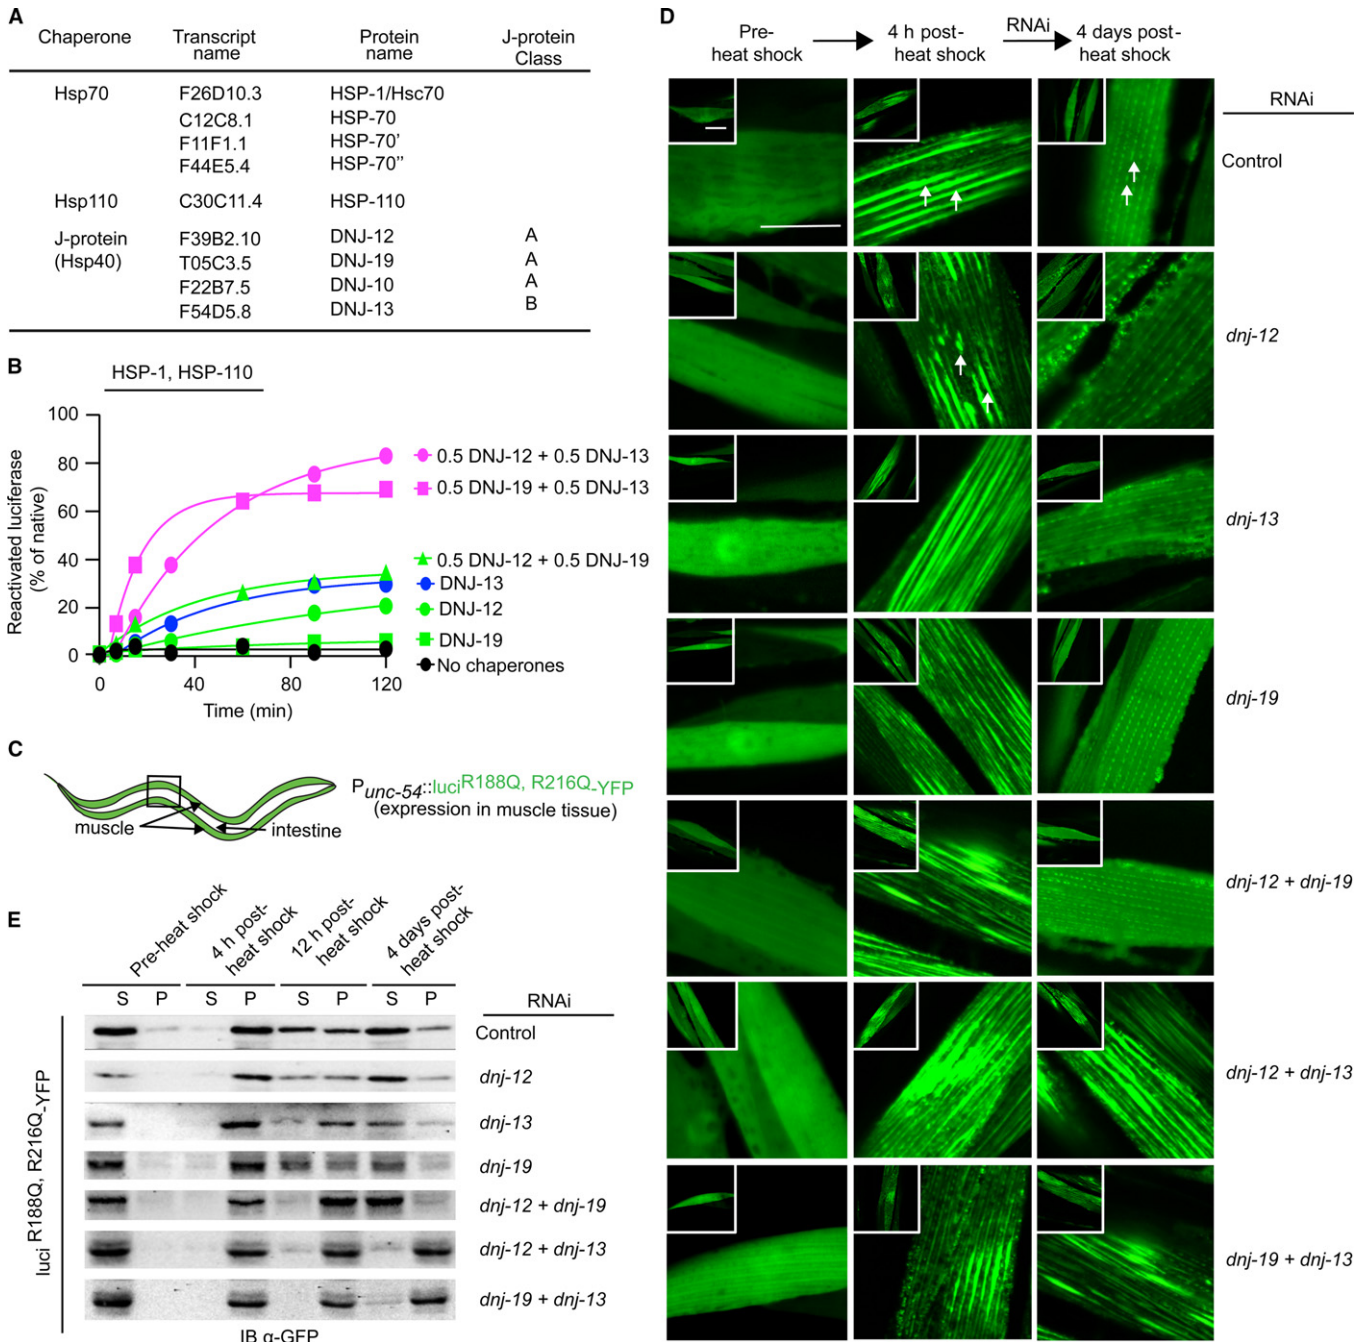 A
Chaperone Transcript name Protein name J-protein Class
Hsp70 F26D10.3 HSP-1/Hsc70
C12C8.1 HSP-70
F11F1.1 HSP-70'
F44E5.4 HSP-70''
Hsp110 C30C11.4 HSP-110
J-protein (Hsp40) F39B2.10 DNJ-12 A
T05C3.5 DNJ-19 A
F22B7.5 DNJ-10 A
F54D5.8 DNJ-13 B
B
HSP-1, HSP-110
Reactivated luciferase
(% of native)
100
80
60
40
20
0
0 40 80 120
Time (min)
0.5 DNJ-12 + 0.5 DNJ-13
0.5 DNJ-19 + 0.5 DNJ-13
0.5 DNJ-12 + 0.5 DNJ-19
DNJ-13
DNJ-12
DNJ-19
No chaperones
C
muscle
intestine
Punc-54::luciR188Q, R216Q-YFP
(expression in muscle tissue)
D
Pre-
heat shock
4 h post-
heat shock
RNAi
4 days post-
heat shock
RNAi
Control
dnj-12
dnj-13
dnj-19
dnj-12 + dnj-19
dnj-12 + dnj-13
dnj-19 + dnj-13
E
Pre-heat shock
4 h post-
heat shock
12 h post-
heat shock
4 days post-
heat shock
S P S P S P S P
RNAi
Control
dnj-12
dnj-13
dnj-19
dnj-12 + dnj-19
dnj-12 + dnj-13
dnj-19 + dnj-13
luciR188Q, R216Q-YFP
IB α-GFP